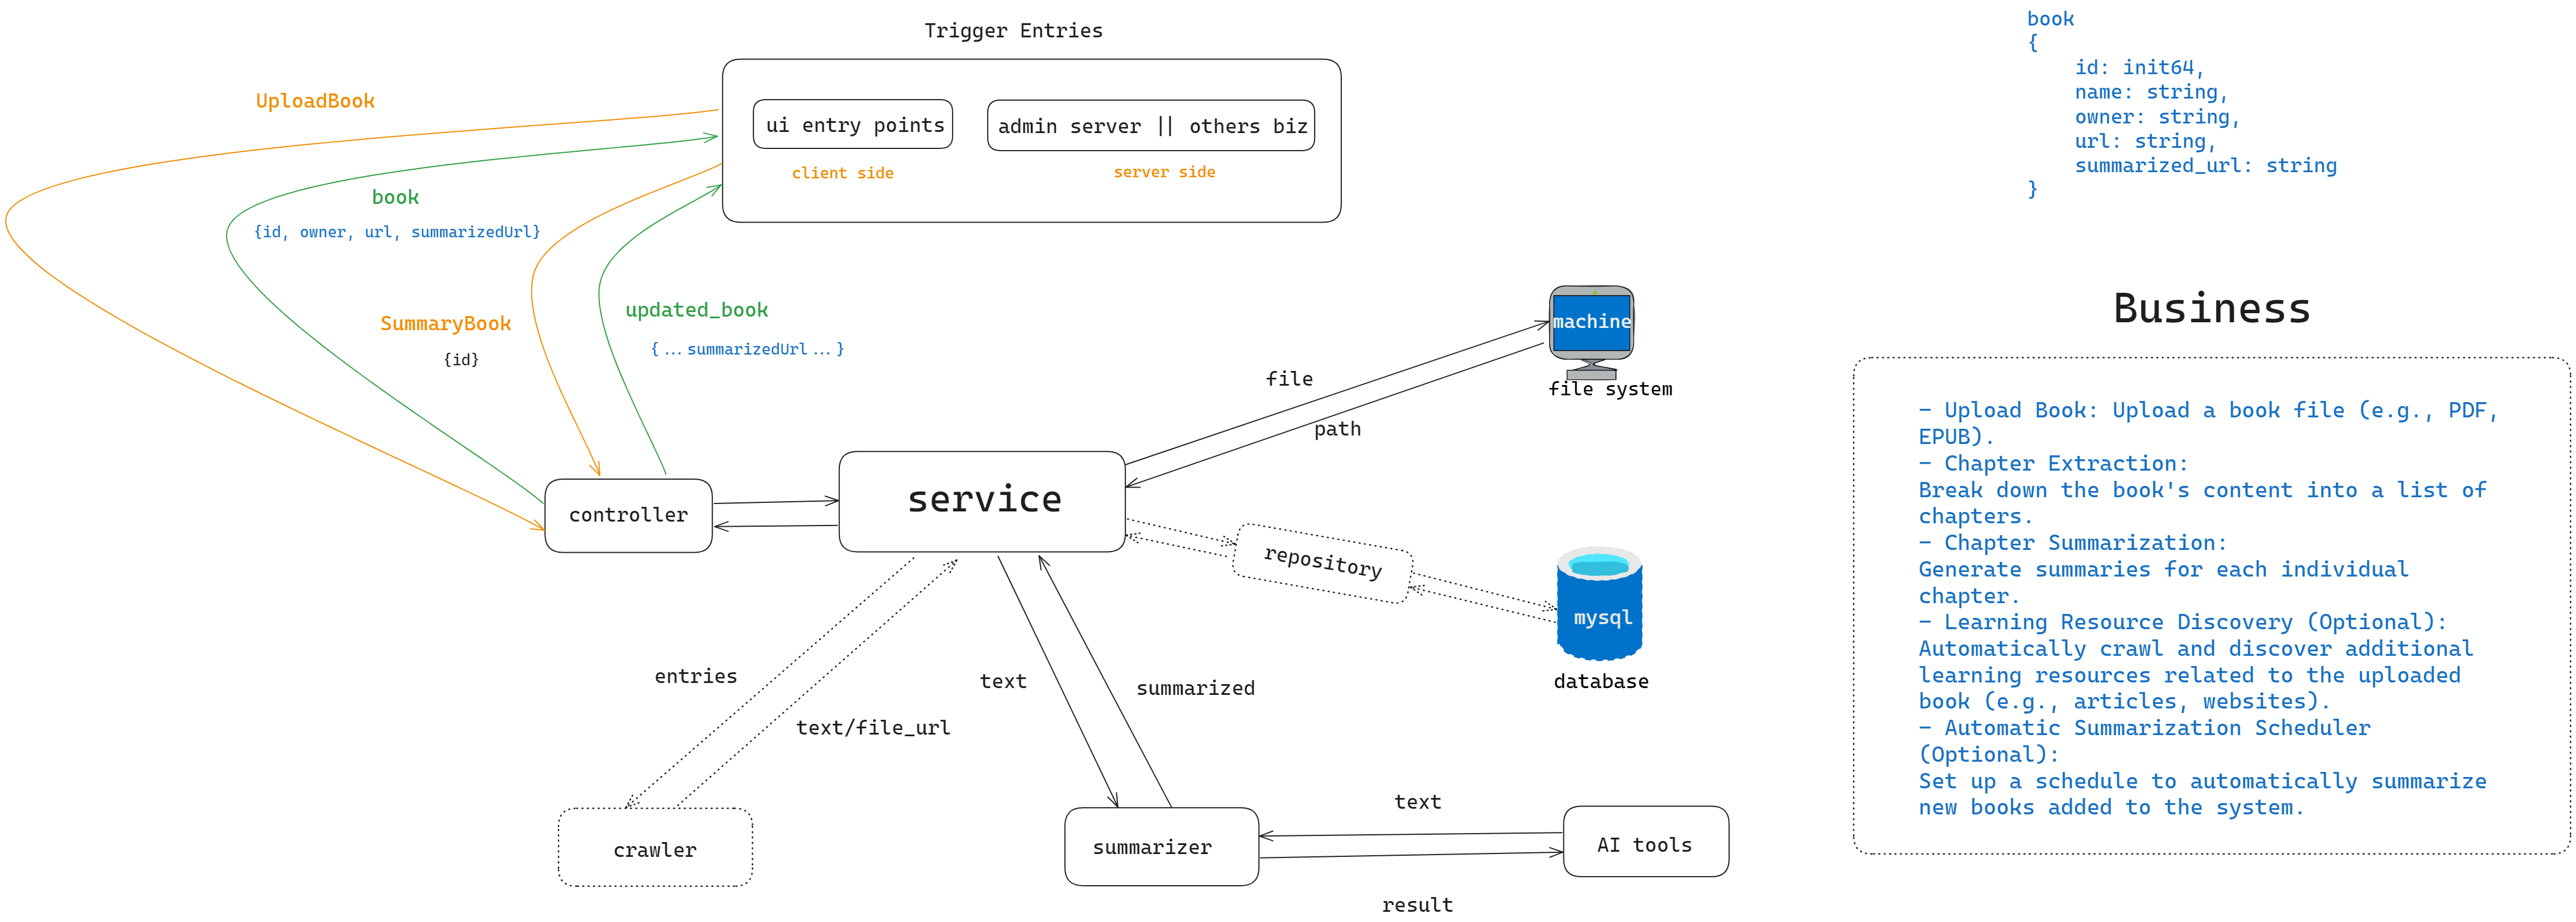 Trigger Entries
UploadBook
ui entry points
admin server || others biz
client side
server side
book
{id, owner, url, summarizedUrl}
SummaryBook
{id}
updated_book
{...summarizedUrl...}
controller
service
file
path
machine
file system
repository
mysql
database
entries
text/file_url
text
summarized
crawler
summarizer
text
AI tools
result
book
{
id: init64,
name: string,
owner: string,
url: string,
summarized_url: string
}
Business
- Upload Book: Upload a book file (e.g., PDF,
EPUB).
- Chapter Extraction:
Break down the book's content into a list of
chapters.
- Chapter Summarization:
Generate summaries for each individual
chapter.
- Learning Resource Discovery (Optional):
Automatically crawl and discover additional
learning resources related to the uploaded
book (e.g., articles, websites).
- Automatic Summarization Scheduler
(Optional):
Set up a schedule to automatically summarize
new books added to the system.